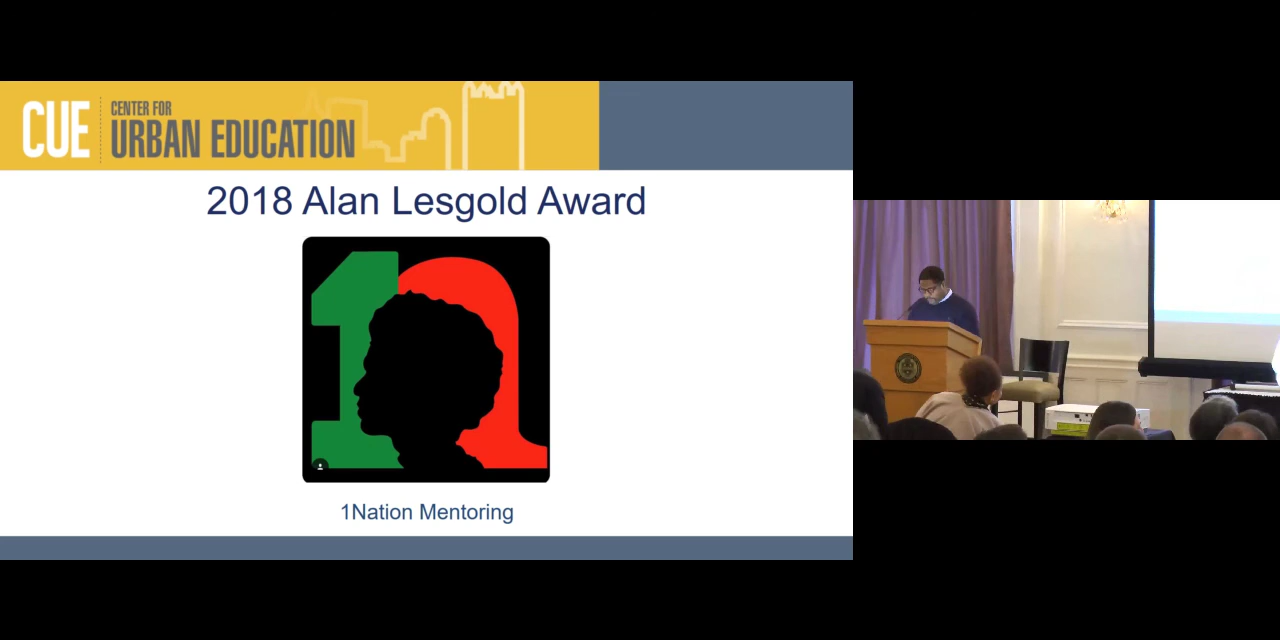 CUE
CENTER FOR
URBAN EDUCATION
2018 Alan Lesgold Award
1Nation Mentoring